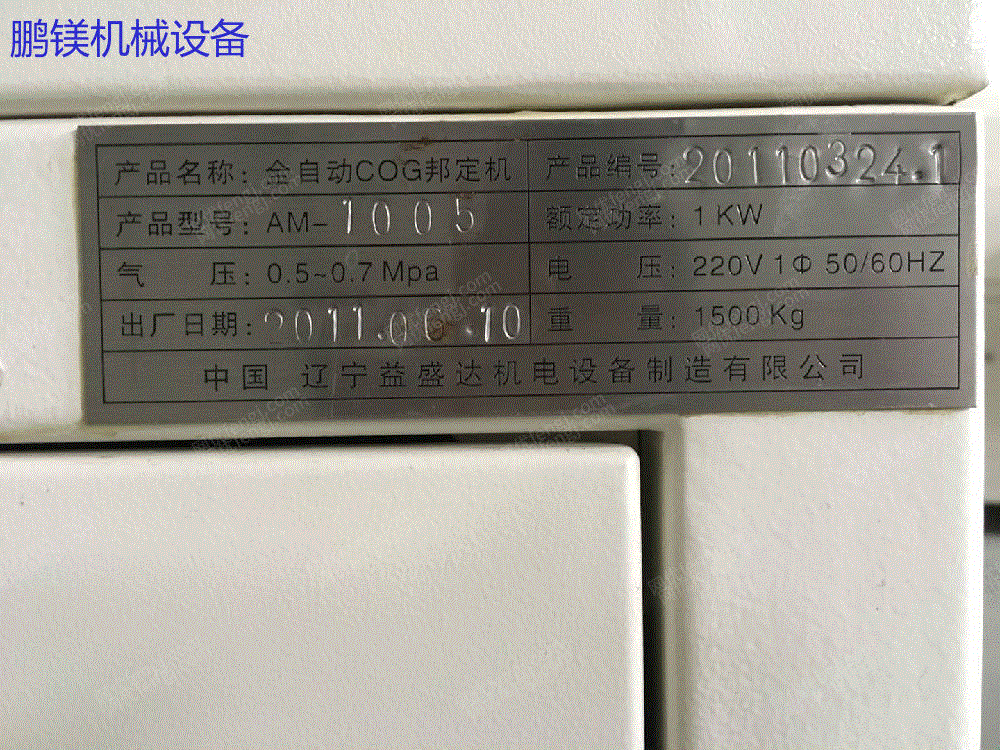 鹏镁机械设备
产品名称：全自动COG邦定机 产品编号：20110324.1
产品型号：AM-1005 额定功率：1KW
气 压：0.5~0.7Mpa 电 压：220V 1Φ 50/60HZ
出厂日期：2011.06.10 重 量：1500Kg
中国 辽宁益盛达机电设备制造有限公司